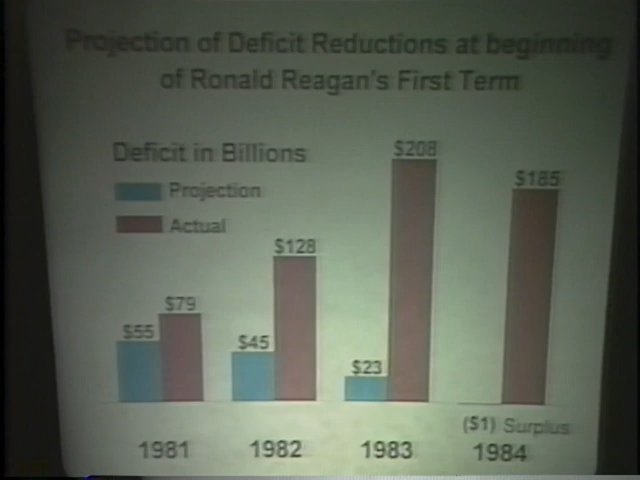 Projection of Deficit Reductions at beginning
of Ronald Reagan's First Term
Deficit in Billions
Projection
Actual
$55
$79
$45
$128
$23
$208
$185
($1) Surplus
1981
1982
1983
1984